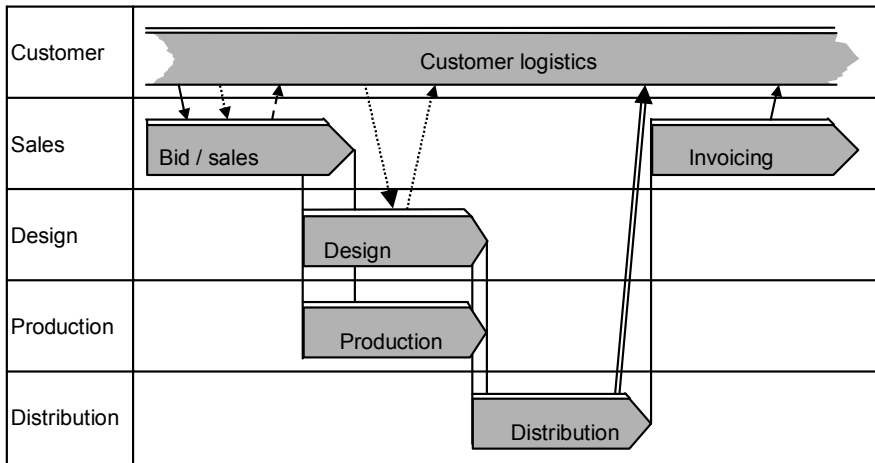 Customer
Customer logistics
Sales
Bid / sales
Invoicing
Design
Design
Production
Production
Distribution
Distribution